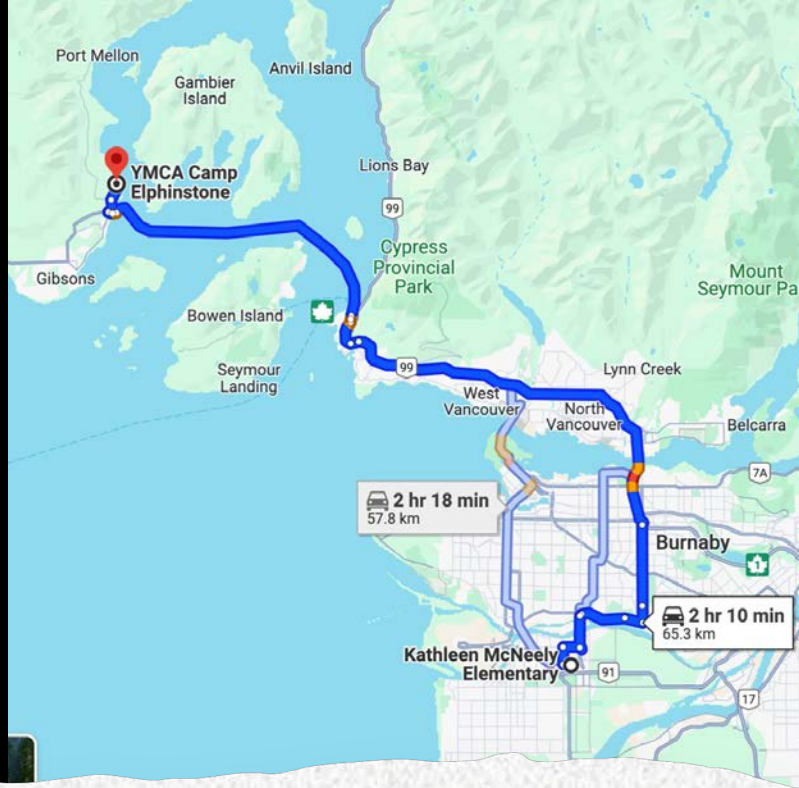 Port Mellon
Anvil Island
Gambier
Island
YMCA Camp
Elphinstone
Lions Bay
99
Cypress
Provincial
Park
Mount
Seymour Pa
Gibsons
Bowen Island
Seymour
Landing
99
West
Vancouver
Lynn Creek
North
Vancouver
Belcarra
7A
2 hr 18 min
57.8 km
Burnaby
1
2 hr 10 min
65.3 km
Kathleen McNeely
Elementary
91
17